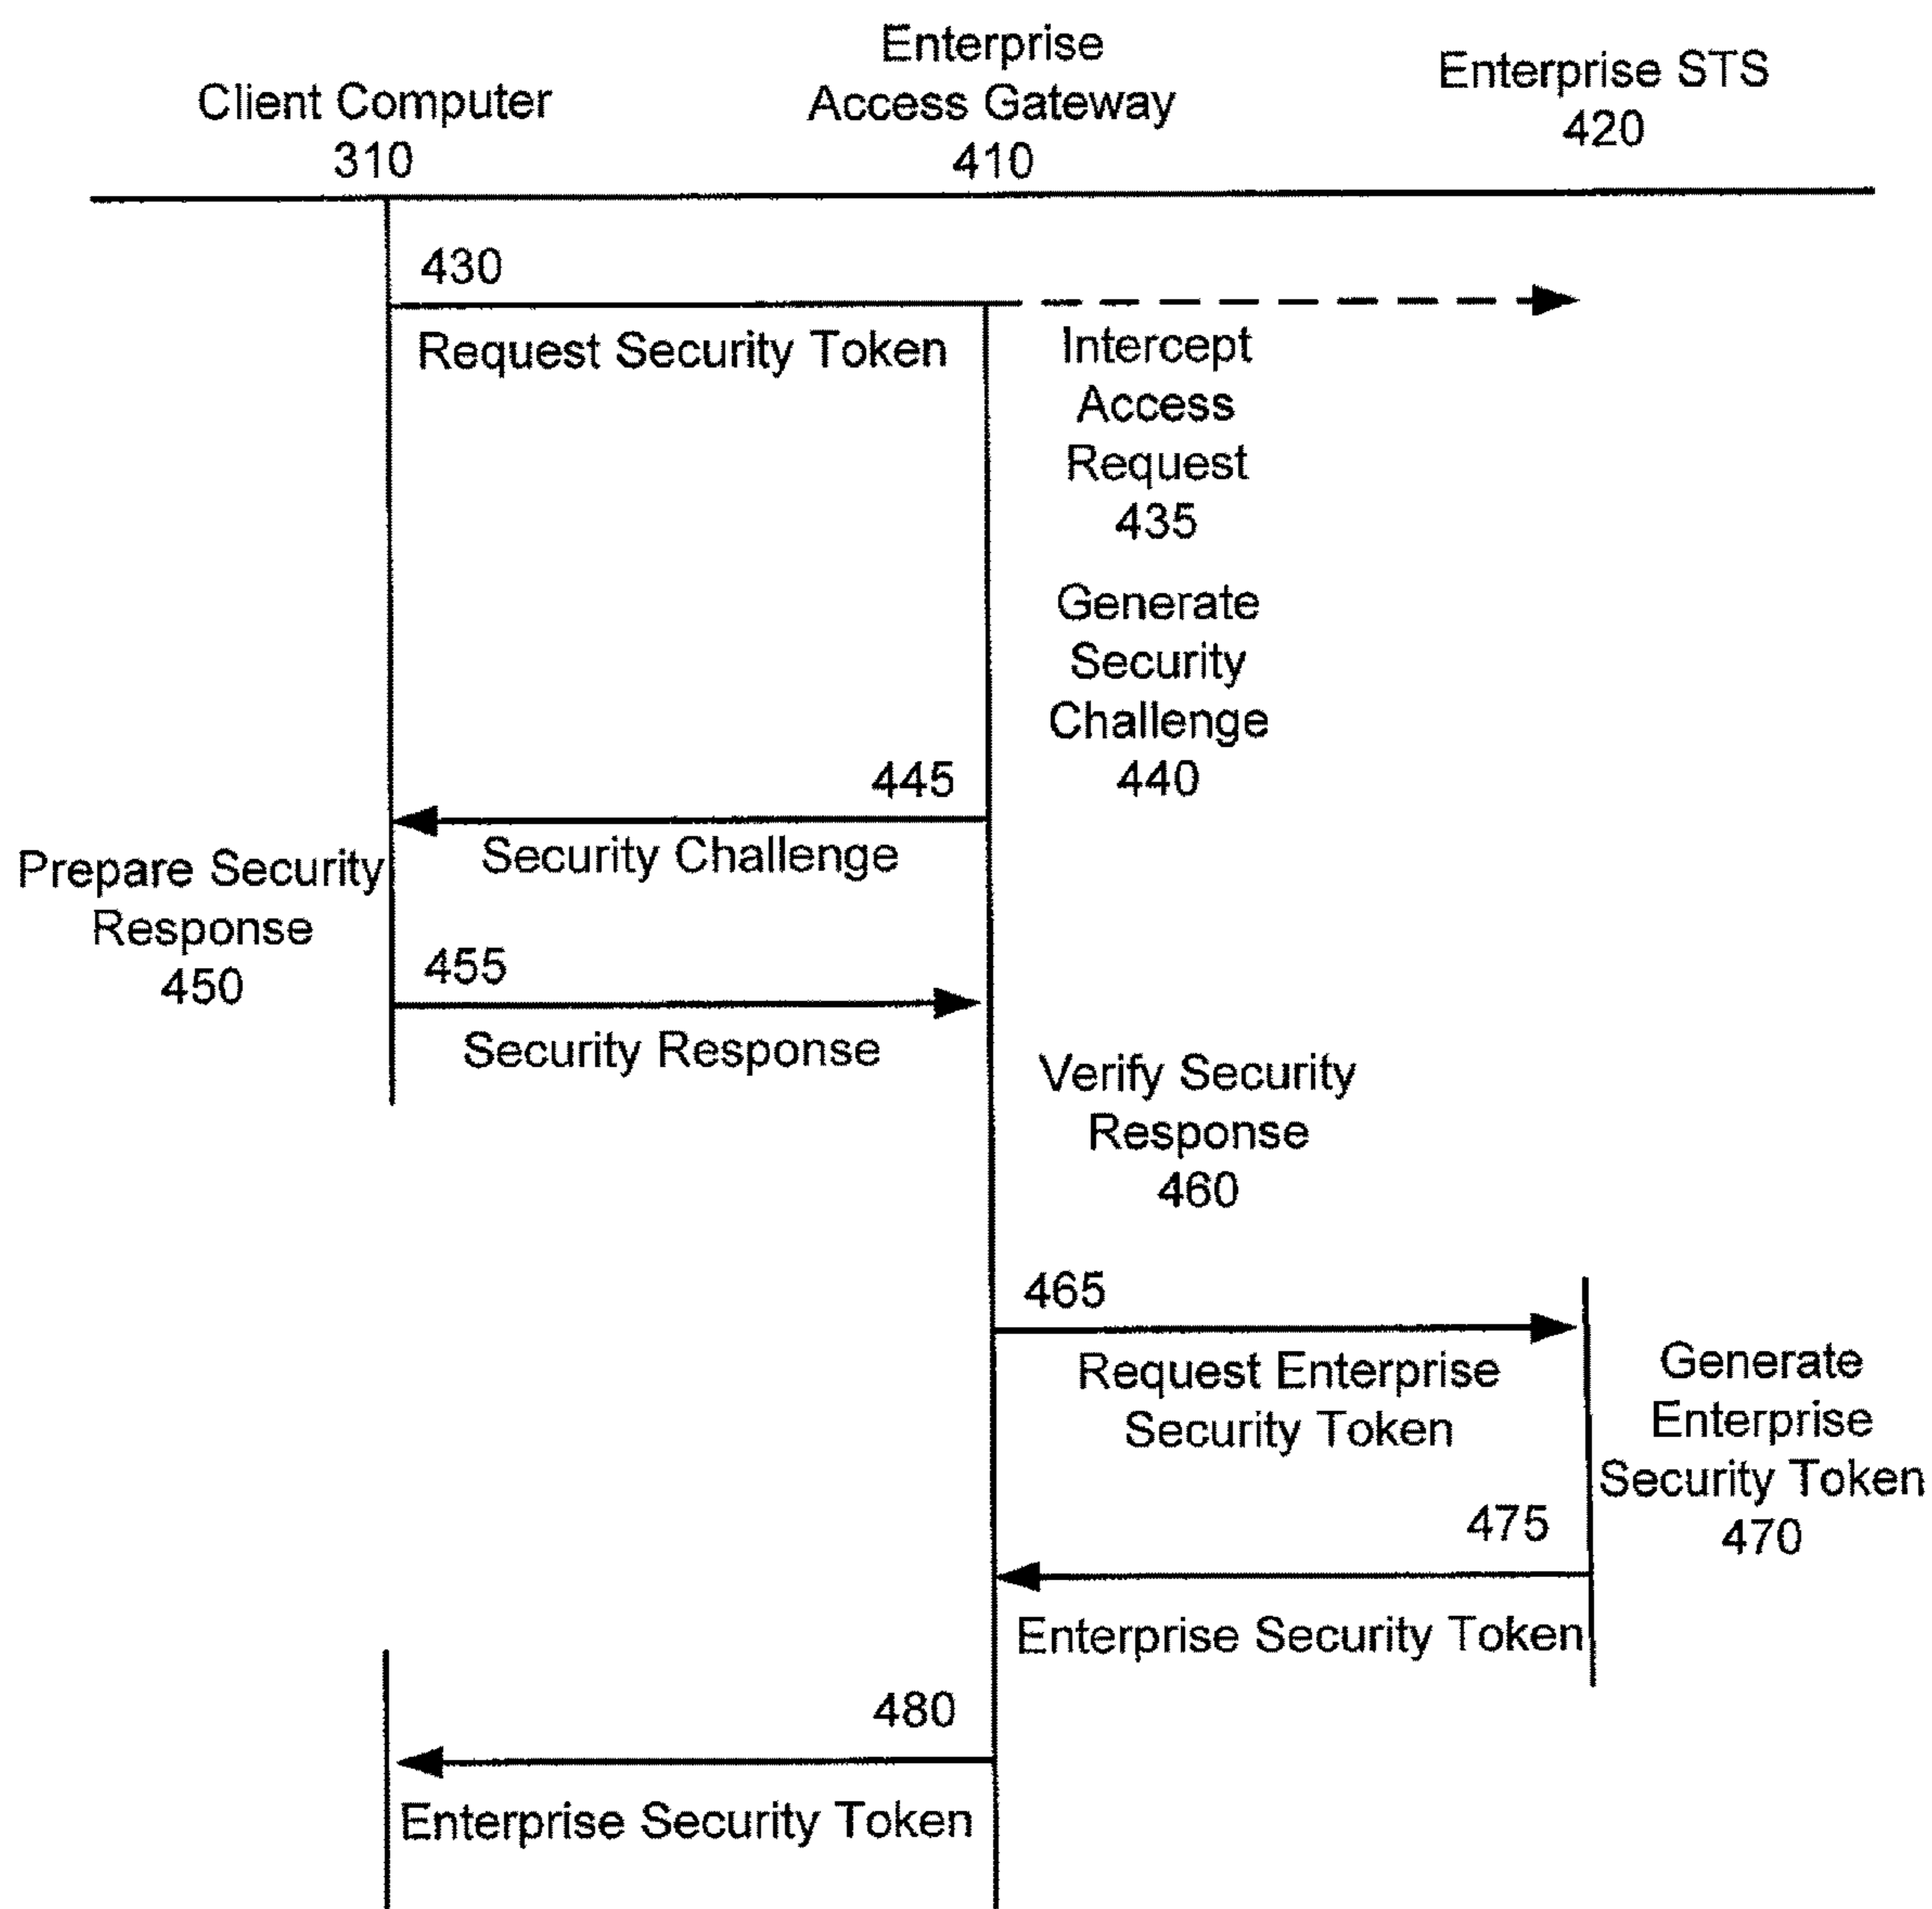 Client Computer
310
Enterprise
Access Gateway
410
Enterprise STS
420
430
Request Security Token
Intercept
Access
Request
435
Generate
Security
Challenge
440
445
Security Challenge
Prepare Security
Response
450
455
Security Response
Verify Security
Response
460
465
Request Enterprise
Security Token
Generate
Enterprise
Security Token
470
475
Enterprise Security Token
480
Enterprise Security Token